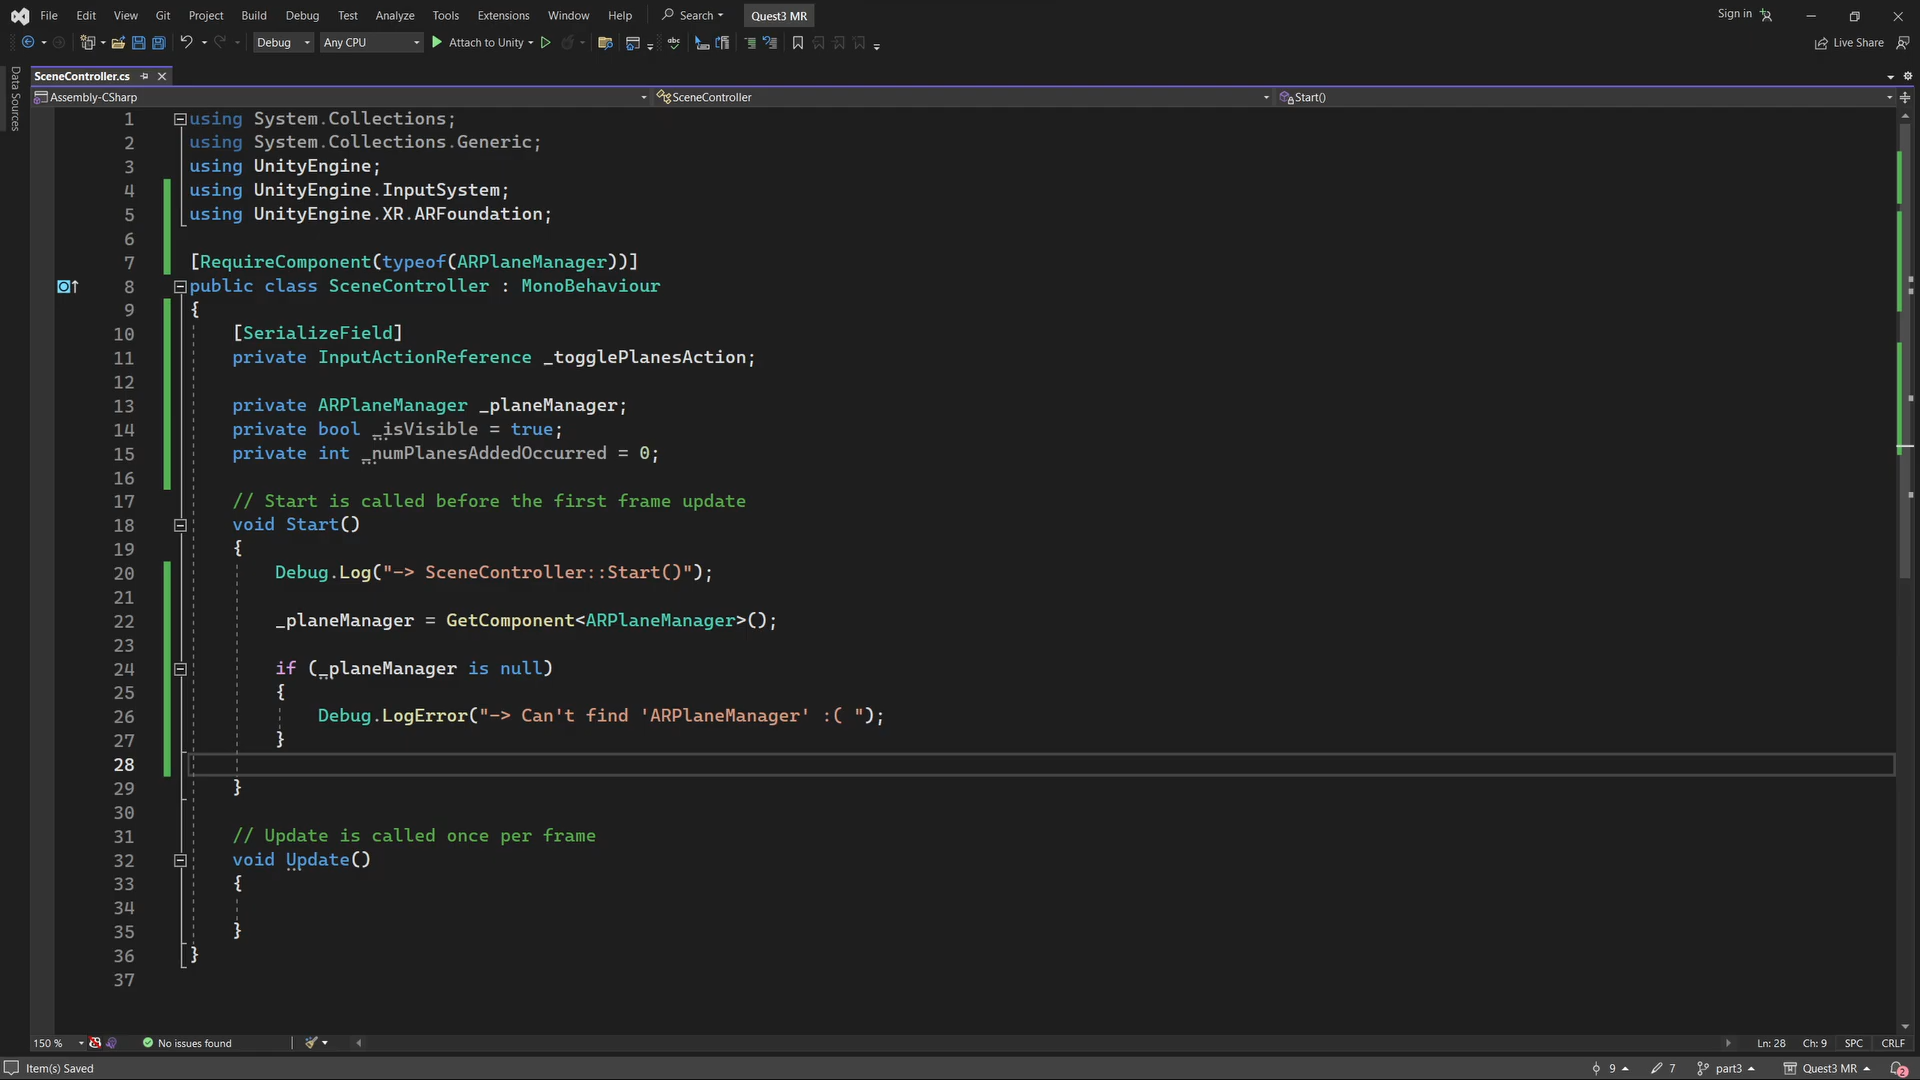 File Edit View Git Project Build Debug Test Analyze Tools Extensions Window Help Search Quest3 MR Sign in
Debug Any CPU Attach to Unity Live Share
Data Sources
SceneController.cs
Assembly-CSharp SceneController Start()
1 using System.Collections;
2 using System.Collections.Generic;
3 using UnityEngine;
4 using UnityEngine.InputSystem;
5 using UnityEngine.XR.ARFoundation;
6
7 [RequireComponent(typeof(ARPlaneManager))]
8 public class SceneController : MonoBehaviour
9 {
10 [SerializeField]
11 private InputActionReference _togglePlanesAction;
12
13 private ARPlaneManager _planeManager;
14 private bool _isVisible = true;
15 private int _numPlanesAddedOccurred = 0;
16
17 // Start is called before the first frame update
18 void Start()
19 {
20 Debug.Log("-> SceneController::Start()");
21
22 _planeManager = GetComponent<ARPlaneManager>();
23
24 if (_planeManager is null)
25 {
26 Debug.LogError("-> Can't find 'ARPlaneManager' :( ");
27 }
28
29 }
30
31 // Update is called once per frame
32 void Update()
33 {
34
35 }
36 }
37
150 % No issues found Ln: 28 Ch: 9 SPC CRLF
Item(s) Saved 9 7 part3 Quest3 MR 2